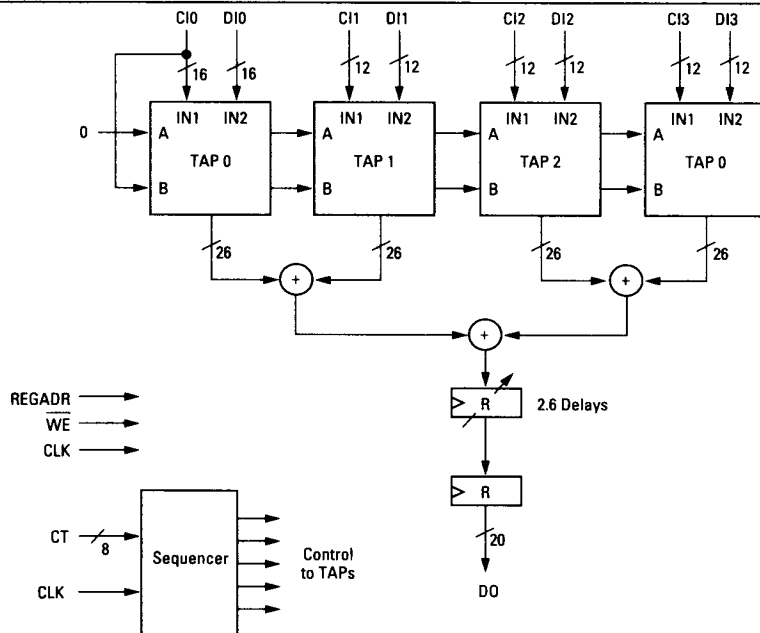 CI0 DI0 CI1 DI1 CI2 DI2 CI3 DI3
16 16 12 12 12 12 12 12
IN1 IN2 IN1 IN2 IN1 IN2 IN1 IN2
0 A A A A
TAP 0 TAP 1 TAP 2 TAP 0
B B B B
26 26 26 26
+ +
+
REGADR
R 2.6 Delays
WE
CLK
R
CT 8 Sequencer Control
to TAPs
20
CLK
DO